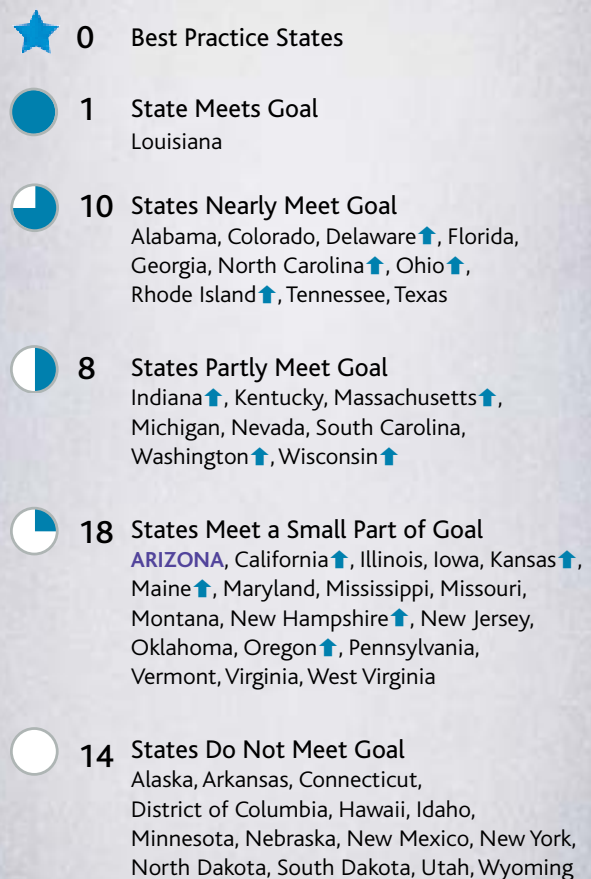 0 Best Practice States
1 State Meets Goal
Louisiana
10 States Nearly Meet Goal
Alabama, Colorado, Delaware⬆, Florida,
Georgia, North Carolina⬆, Ohio⬆,
Rhode Island⬆, Tennessee, Texas
8 States Partly Meet Goal
Indiana⬆, Kentucky, Massachusetts⬆,
Michigan, Nevada, South Carolina,
Washington⬆, Wisconsin⬆
18 States Meet a Small Part of Goal
ARIZONA, California⬆, Illinois, Iowa, Kansas⬆,
Maine⬆, Maryland, Mississippi, Missouri,
Montana, New Hampshire⬆, New Jersey,
Oklahoma, Oregon⬆, Pennsylvania,
Vermont, Virginia, West Virginia
14 States Do Not Meet Goal
Alaska, Arkansas, Connecticut,
District of Columbia, Hawaii, Idaho,
Minnesota, Nebraska, New Mexico, New York,
North Dakota, South Dakota, Utah, Wyoming